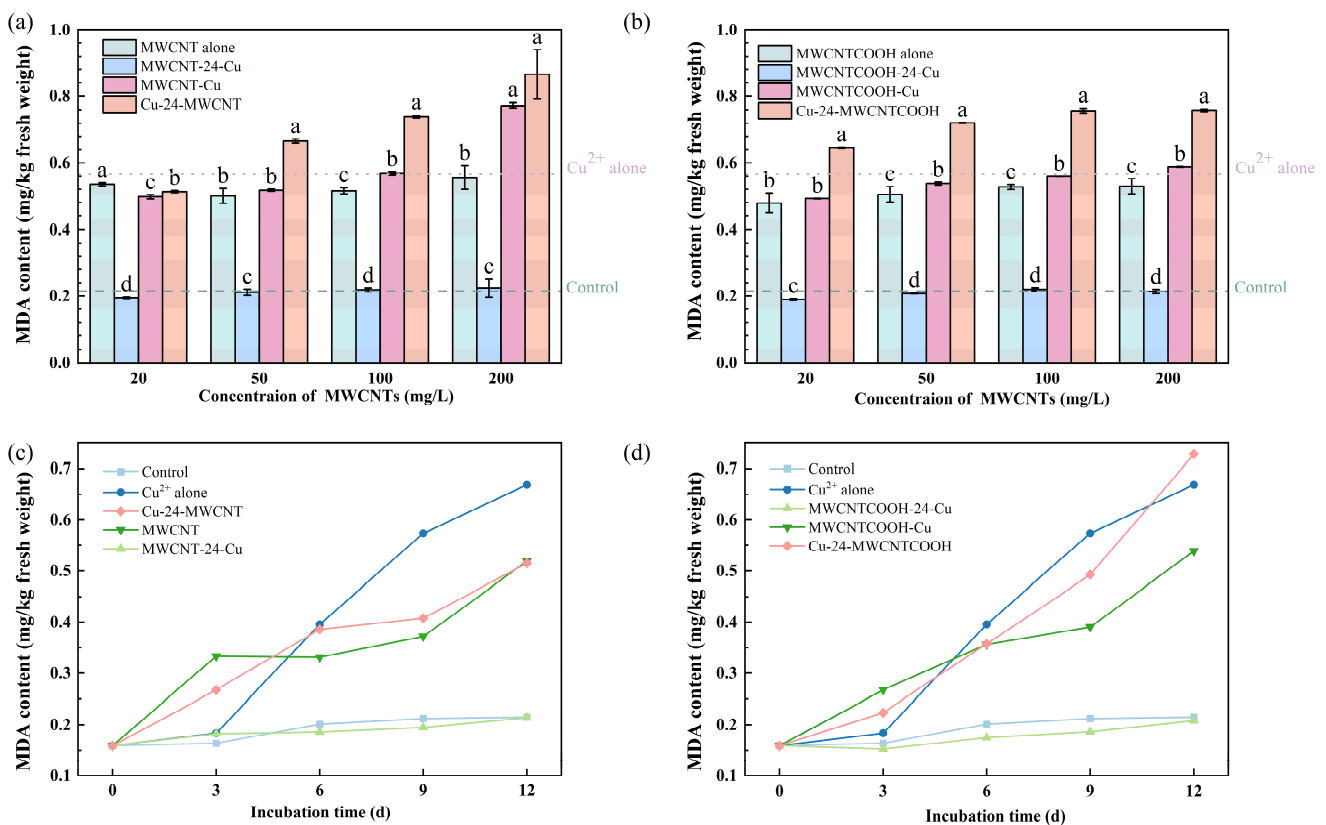 (a)
MDA content (mg/kg fresh weight)
1.0
0.8
0.6
0.4
0.2
0.0
MWCNT alone
MWCNT-24-Cu
MWCNT-Cu
Cu-24-MWCNT
a
d
c
b
b
c
b
a
c
d
b
a
b
c
a
a
Cu2+ alone
Control
20
50
100
200
Concentraion of MWCNTs (mg/L)
(b)
MDA content (mg/kg fresh weight)
1.0
0.8
0.6
0.4
0.2
0.0
MWCNTCOOH alone
MWCNTCOOH-24-Cu
MWCNTCOOH-Cu
Cu-24-MWCNTCOOH
b
c
b
a
c
d
b
a
c
d
b
a
c
d
b
a
Cu2+ alone
Control
20
50
100
200
Concentraion of MWCNTs (mg/L)
(c)
MDA content (mg/kg fresh weight)
0.7
0.6
0.5
0.4
0.3
0.2
0.1
Control
Cu2+ alone
Cu-24-MWCNT
MWCNT
MWCNT-24-Cu
0
3
6
9
12
Incubation time (d)
(d)
MDA content (mg/kg fresh weight)
0.7
0.6
0.5
0.4
0.3
0.2
0.1
Control
Cu2+ alone
MWCNTCOOH-24-Cu
MWCNTCOOH-Cu
Cu-24-MWCNTCOOH
0
3
6
9
12
Incubation time (d)